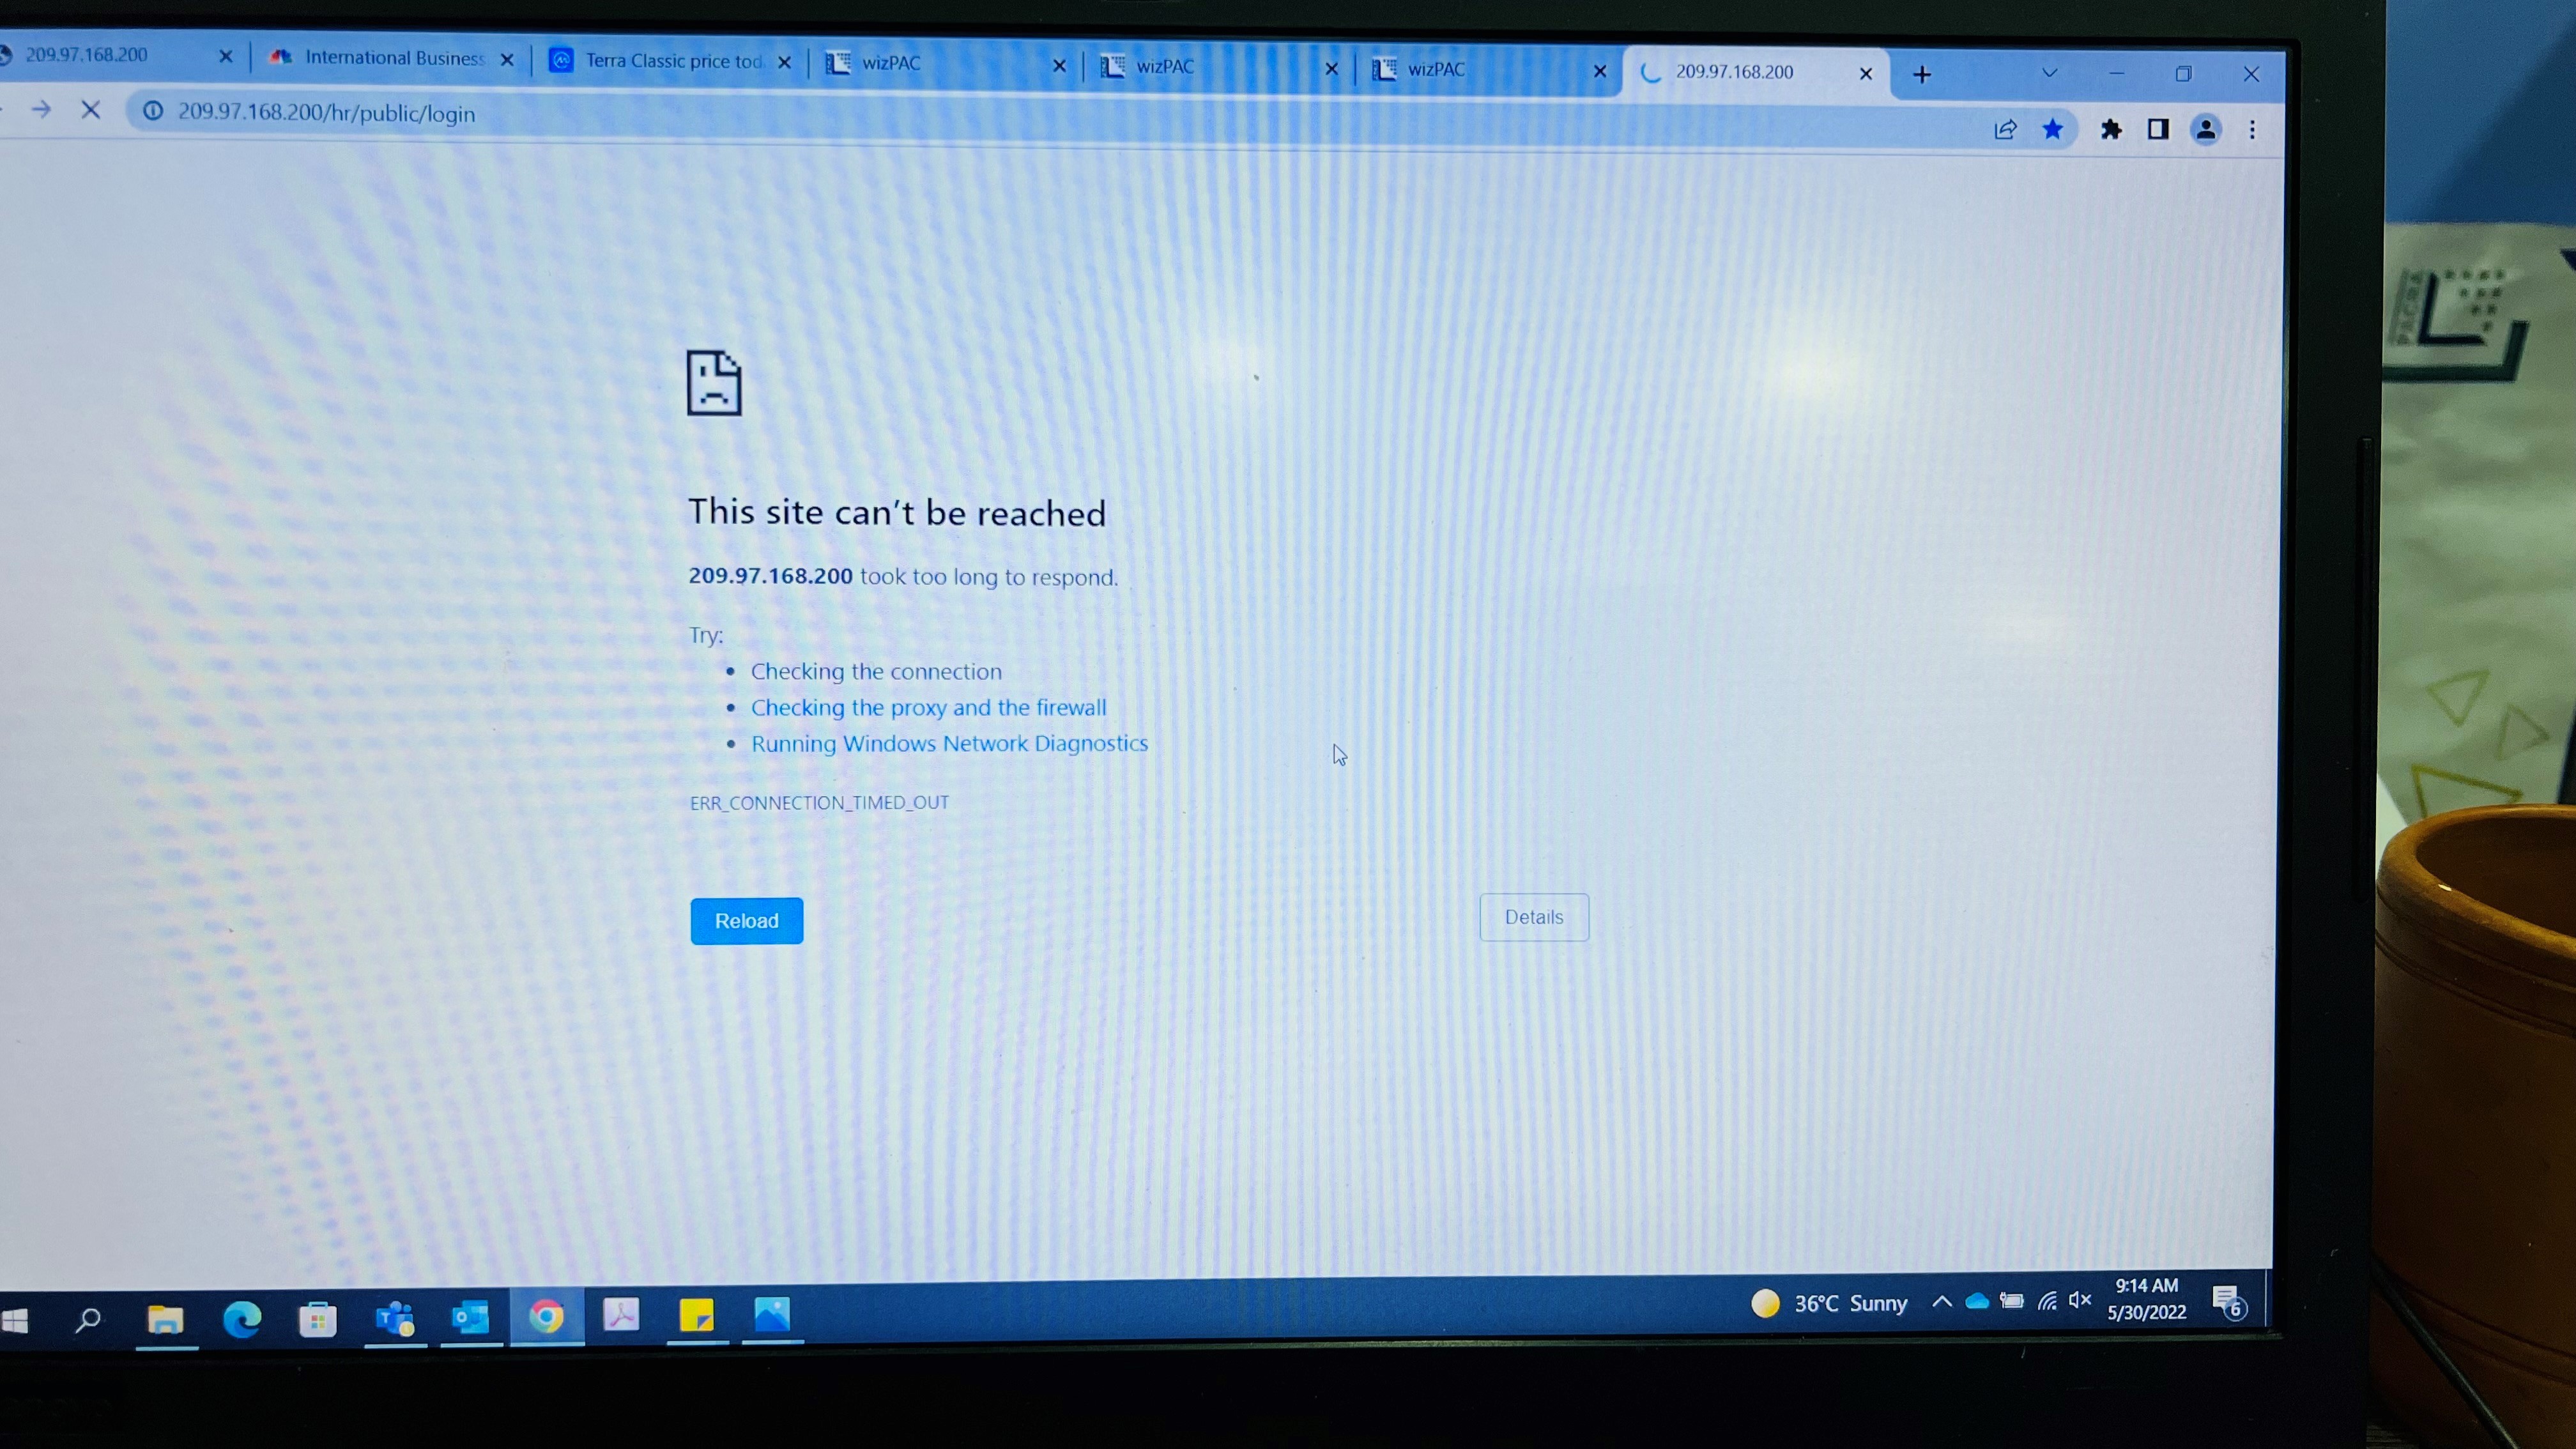 209.97.168.200
International Business
Terra Classic price tod
wizPAC
wizPAC
wizPAC
209.97.168.200
209.97.168.200/hr/public/login
PACRA
This site can't be reached
209.97.168.200 took too long to respond.
Try:
• Checking the connection
• Checking the proxy and the firewall
• Running Windows Network Diagnostics
ERR_CONNECTION_TIMED_OUT
Reload
Details
36°C Sunny
9:14 AM
5/30/2022
6